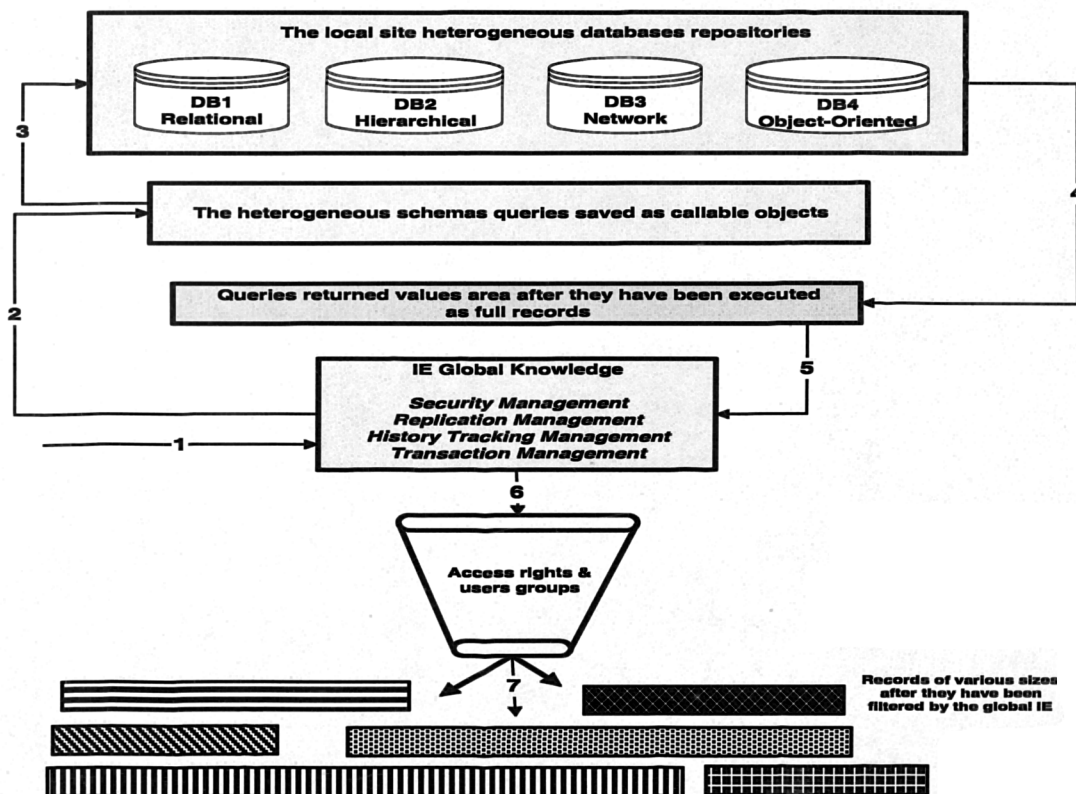 The local site heterogeneous databases repositories
DB1
Relational
DB2
Hierarchical
DB3
Network
DB4
Object-Oriented
3
4
The heterogeneous schemas queries saved as callable objects
2
Queries returned values area after they have been executed
as full records
5
IE Global Knowledge
Security Management
Replication Management
History Tracking Management
Transaction Management
1
6
Access rights &
users groups
7
Records of various sizes
after they have been
filtered by the global IE